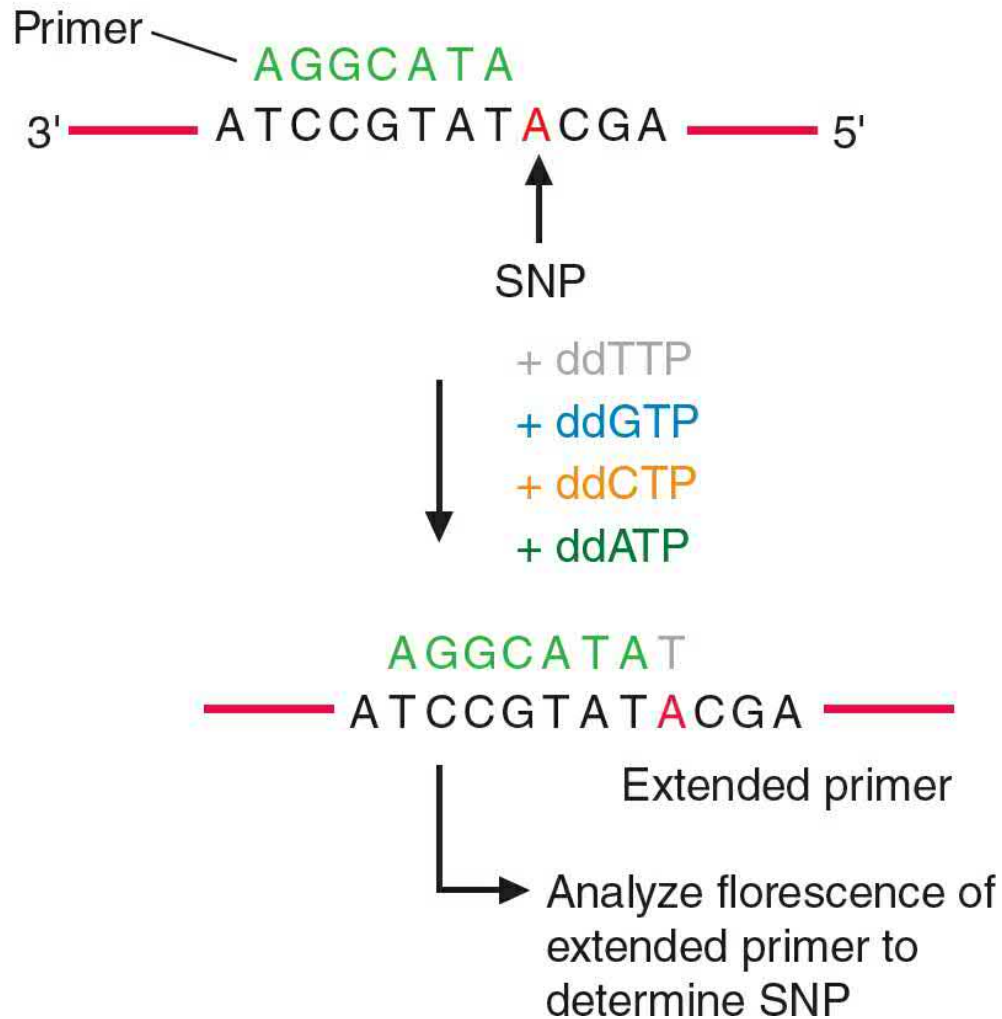 Primer
AGGCATA
3' ATCCGTATACGA 5'
SNP
+ ddTTP
+ ddGTP
+ ddCTP
+ ddATP
AGGCATAT
ATCCGTATACGA
Extended primer
Analyze florescence of
extended primer to
determine SNP